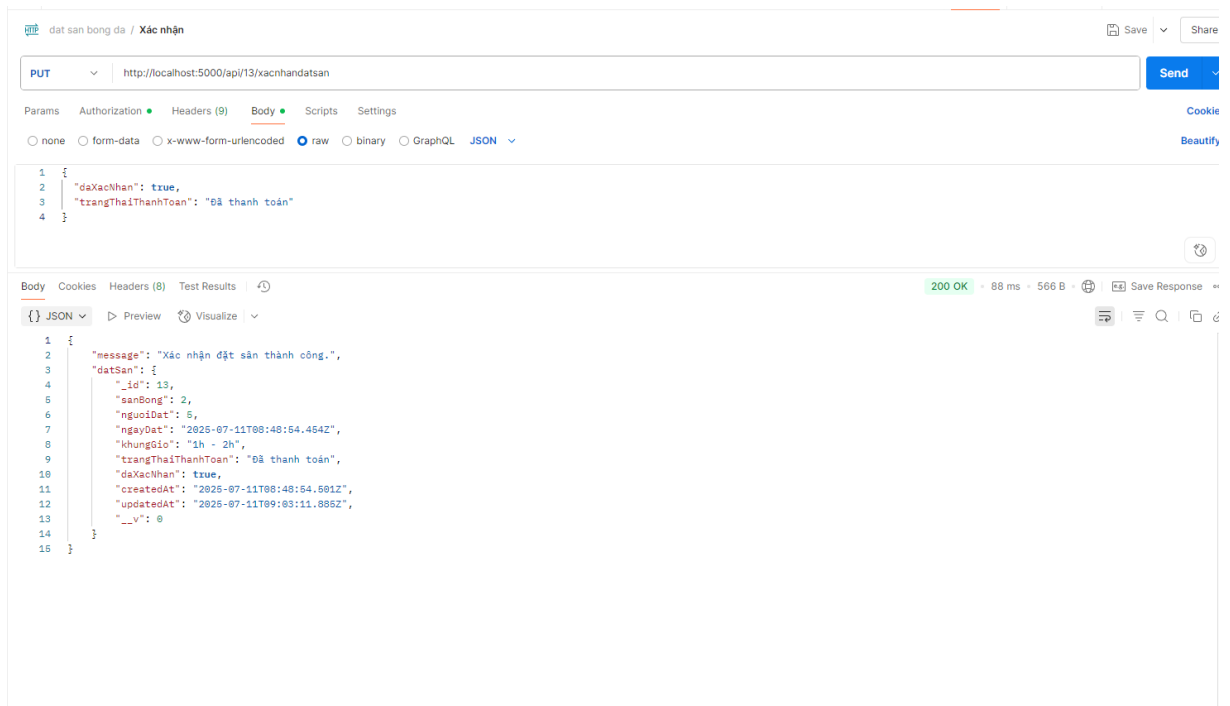 HTTP dat san bong da / Xác nhận
Save
Share
PUT http://localhost:5000/api/13/xacnhandatsan
Send
Params Authorization Headers (9) Body Scripts Settings
Cookie
none form-data x-www-form-urlencoded raw binary GraphQL JSON
Beautify
1 {
2 "daXacNhan": true,
3 "trangThaiThanhToan": "Đã thanh toán"
4 }
Body Cookies Headers (8) Test Results
200 OK 88 ms 566 B
e.g. Save Response
{} JSON Preview Visualize
1 {
2 "message": "Xác nhận đặt sân thành công.",
3 "datSan": {
4 "_id": 13,
5 "sanBong": 2,
6 "nguoiDat": 5,
7 "ngayDat": "2025-07-11T08:48:54.454Z",
8 "khungGio": "1h - 2h",
9 "trangThaiThanhToan": "Đã thanh toán",
10 "daXacNhan": true,
11 "createdAt": "2025-07-11T08:48:54.501Z",
12 "updatedAt": "2025-07-11T09:03:11.885Z",
13 "__v": 0
14 }
15 }